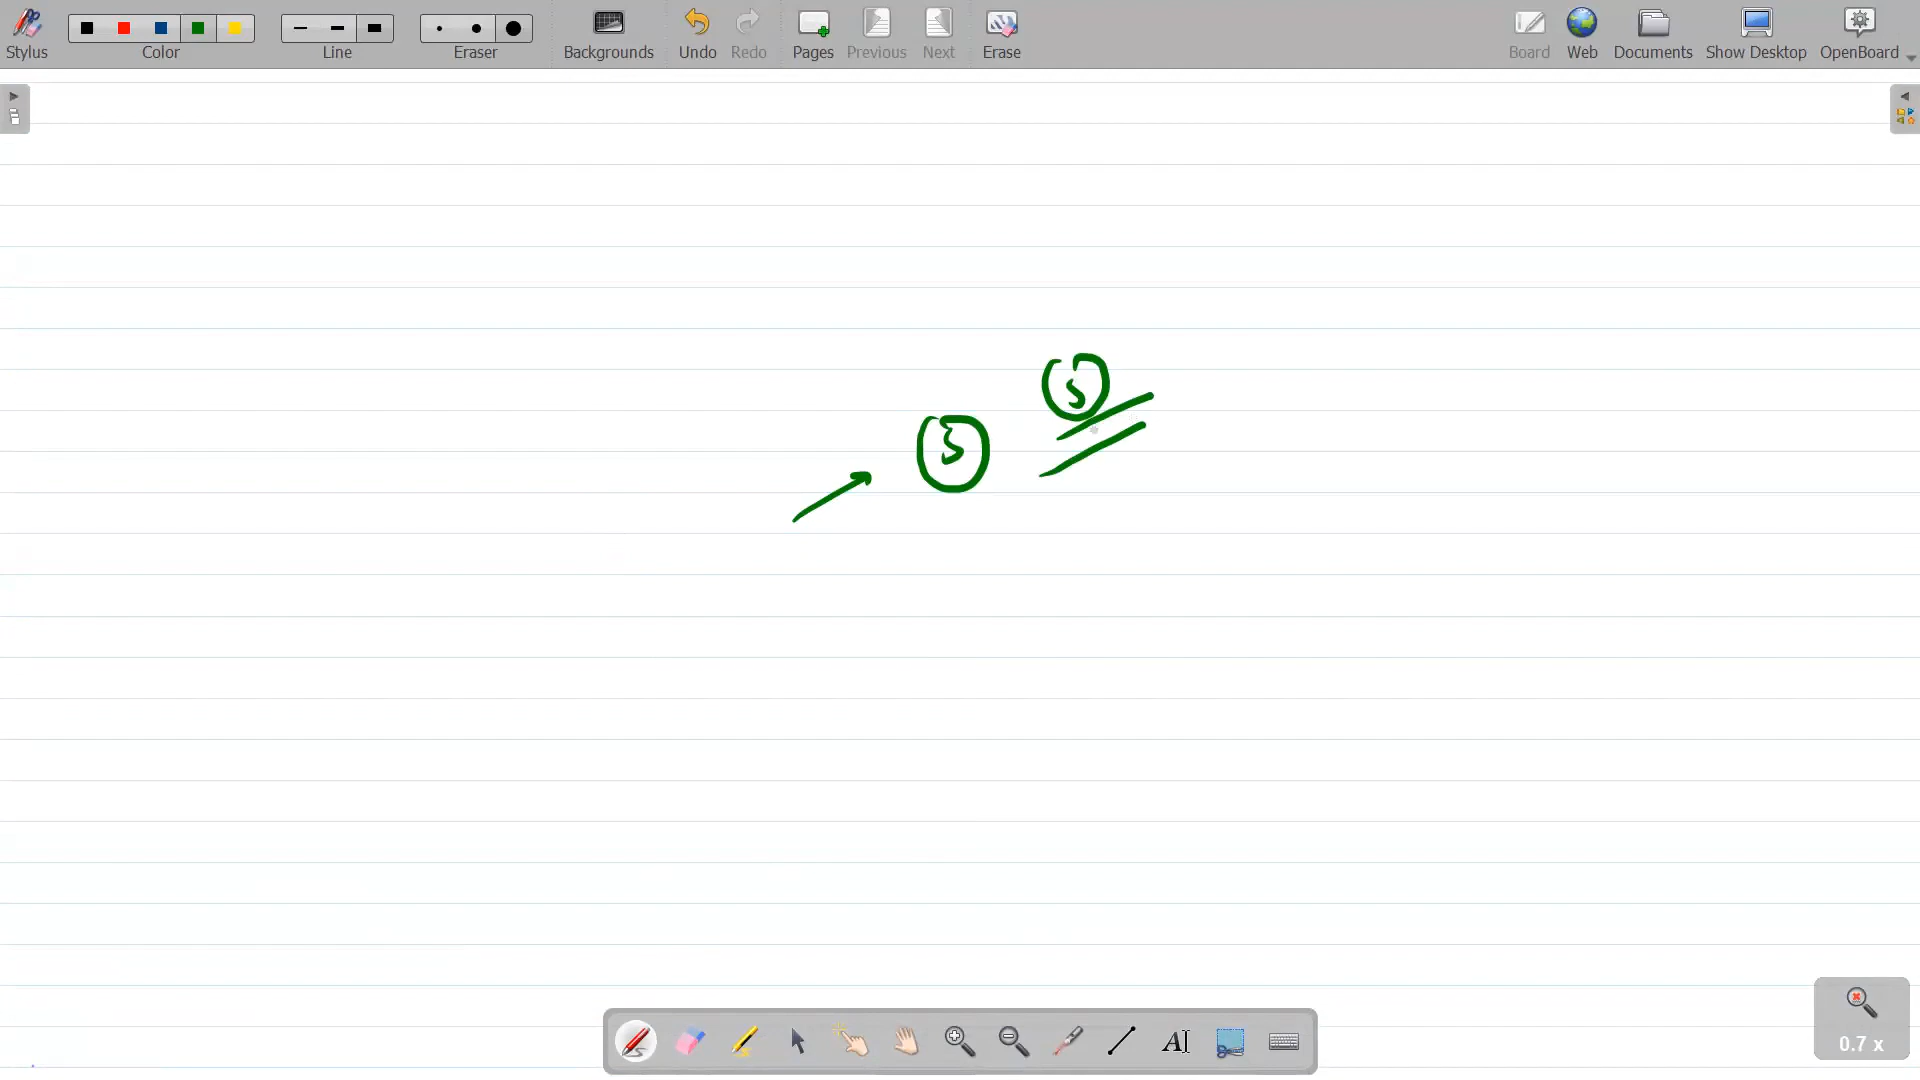 Stylus
Color
Line
Eraser
Backgrounds
Undo
Redo
Pages
Previous
Next
Erase
Board
Web
Documents
Show Desktop
OpenBoard
S
S
AI
0.7 x